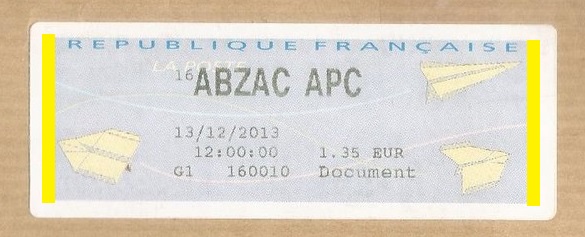 REPUBLIQUE FRANÇAISE
LA POSTE
16 ABZAC APC
13/12/2013
12:00:00 1.35 EUR
G1 160010 Document